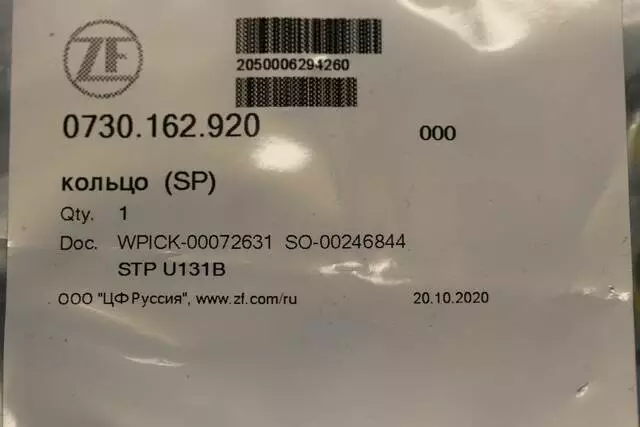 ZF
2050006294260
0730.162.920 000
кольцо (SP)
Qty. 1
Doc. WPICK-00072631 SO-00246844
STP U131B
ООО "ЦФ Руссия", www.zf.com/ru 20.10.2020